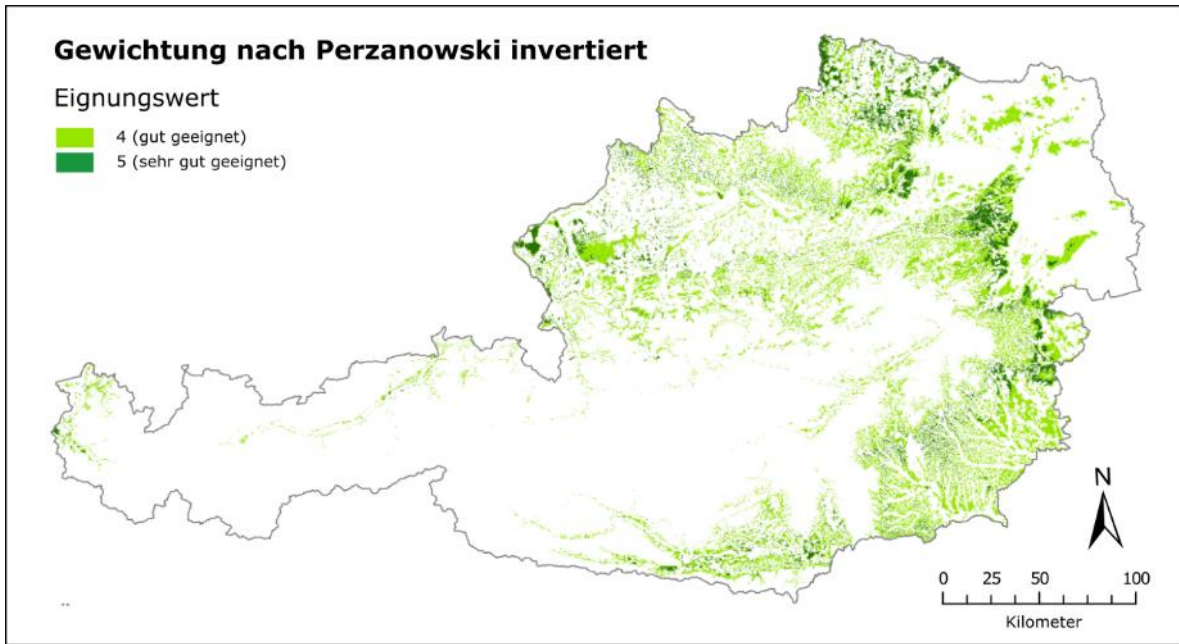 Gewichtung nach Perzanowski invertiert
Eignungswert
4 (gut geeignet)
5 (sehr gut geeignet)
N
0 25 50 100
Kilometer